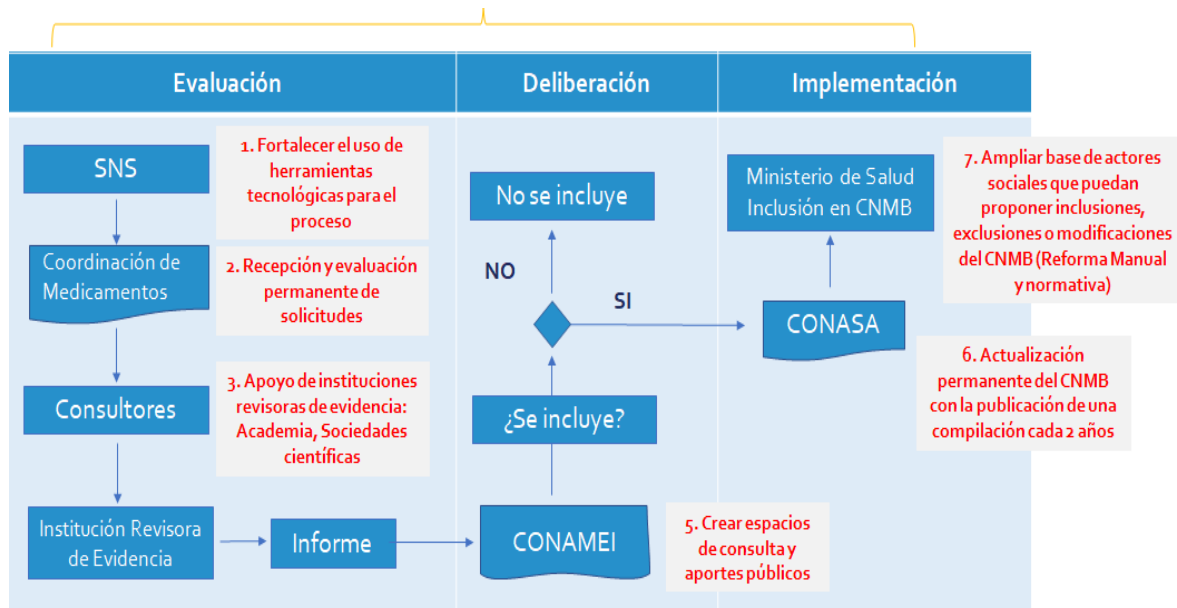 Evaluación
Deliberación
Implementación
SNS
1. Fortalecer el uso de
herramientas
tecnológicas para el
proceso
Coordinación de
Medicamentos
2. Recepción y evaluación
permanente de
solicitudes
Consultores
3. Apoyo de instituciones
revisoras de evidencia:
Academia, Sociedades
científicas
Institución Revisora
de Evidencia
Informe
No se incluye
NO
SI
¿Se incluye?
CONAMEI
5. Crear espacios
de consulta y
aportes públicos
Ministerio de Salud
Inclusión en CNMB
CONASA
7. Ampliar base de actores
sociales que puedan
proponer inclusiones,
exclusiones o modificaciones
del CNMB (Reforma Manual
y normativa)
6. Actualización
permanente del CNMB
con la publicación de una
compilación cada 2 años